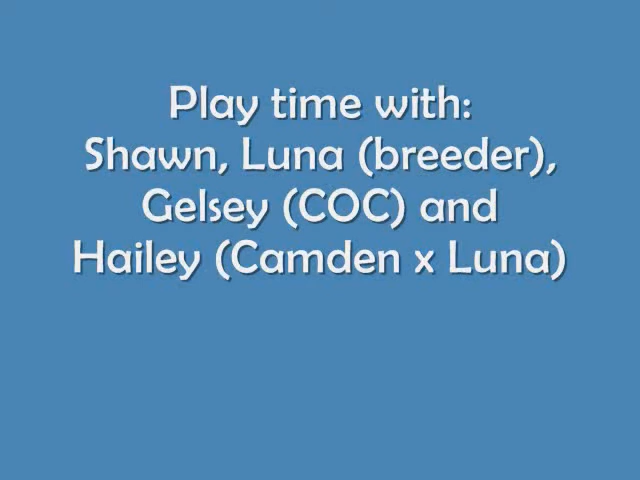 Play time with:
Shawn, Luna (breeder),
Gelsey (COC) and
Hailey (Camden x Luna)